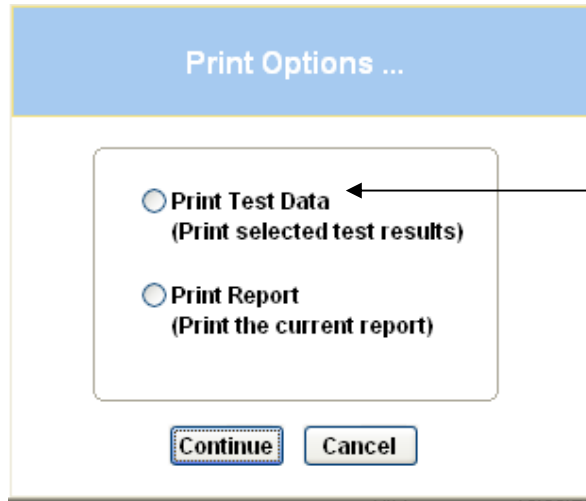 Print Options ...
Print Test Data
(Print selected test results)
Print Report
(Print the current report)
Continue Cancel